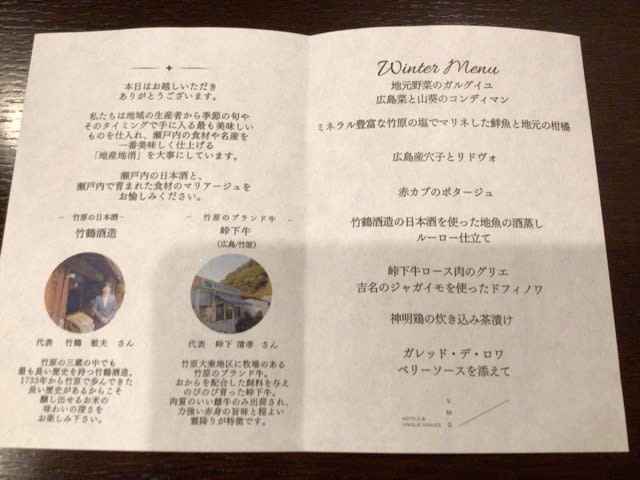 本日はお越しいただき
ありがとうございます。
私たちは地域の生産者から季節の旬や
そのタイミングで手に入る最も美味しい
ものを仕入れ、瀬戸内の食材や名産を
一番美味しく仕上げる
「地産地消」を大事にしています。
瀬戸内の日本酒と、
瀬戸内で育まれた食材のマリアージュを
お愉しみください。
– 竹原の日本酒 –
竹鶴酒造
代表 竹鶴 敏夫 さん
竹原の三蔵の中でも
最も長い歴史を持つ竹鶴酒造。
1733年から竹原で歩んできた
長い歴史があるからこそ
醸し出せるお米の
味わいの深さを
お楽しみ下さい。
– 竹原のブランド牛 –
峠下牛
(広島/竹原)
代表 峠下 清孝 さん
竹原大乗地区に牧場のある
竹原のブランド牛。
おからを配合した飼料を与え
のびのび育った峠下牛。
肉質のいい雌牛のみ出荷され、
力強い赤身の旨味と程よい
霜降りが特徴です。
Winter Menu
地元野菜のガルグイユ
広島菜と山葵のコンディマン
ミネラル豊富な竹原の塩でマリネした鮮魚と地元の柑橘
広島産穴子とリドヴォ
赤カブのポタージュ
竹鶴酒造の日本酒を使った地魚の酒蒸し
ルーロー仕立て
峠下牛ロース肉のグリエ
吉名のジャガイモを使ったドフィノワ
神明鶏の炊き込み茶漬け
ガレッド・デ・ロワ
ベリーソースを添えて
VMG
HOTELS &
UNIQUE VENUES